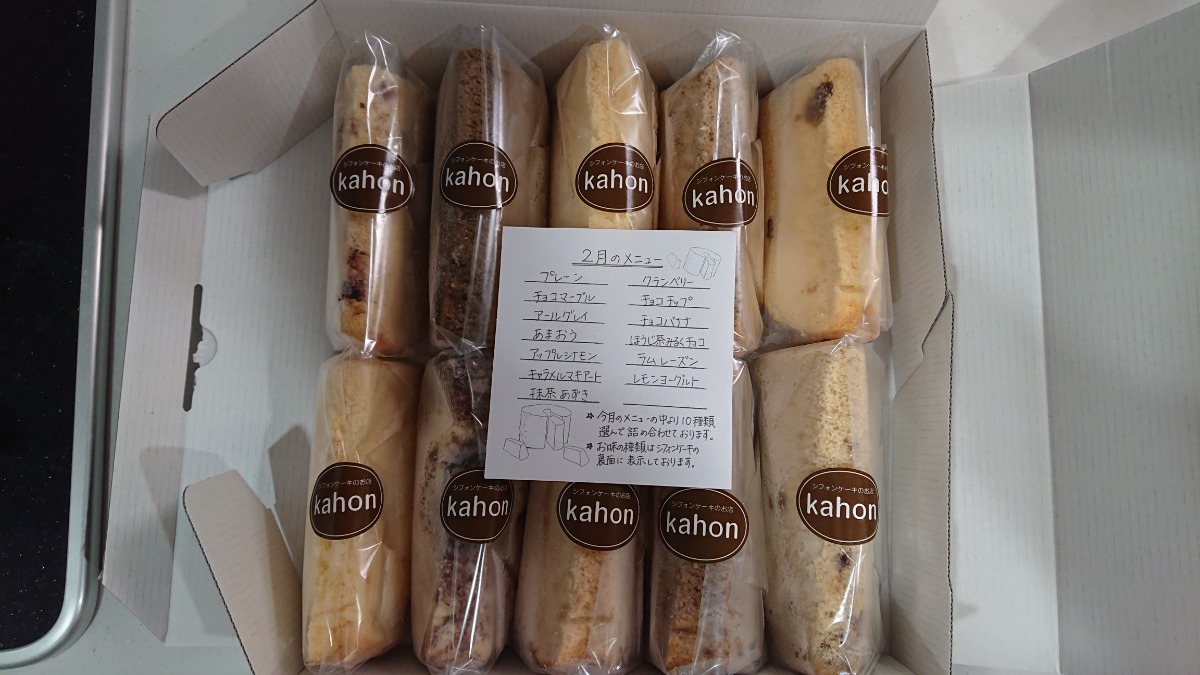 シフォンケーキのお店
kahon
シフォンケーキのお店
kahon
シフォンケーキのお店
kahon
シフォンケーキのお店
kahon
シフォンケーキのお店
kahon
2月のメニュー
プレーン
チョコマーブル
アールグレイ
あまおう
アップルシナモン
キャラメルマキアート
抹茶あずき
クランベリー
チョコチップ
チョコバナナ
ほうじ茶みるくチョコ
ラムレーズン
レモンヨーグルト
☆今月のメニューの中より10種類
選んで詰め合わせております。
☆お味の種類はシフォンケーキの
裏面に表示しております。
シフォンケーキのお店
kahon
シフォンケーキのお店
kahon
シフォンケーキのお店
kahon
シフォンケーキのお店
kahon
シフォンケーキのお店
kahon